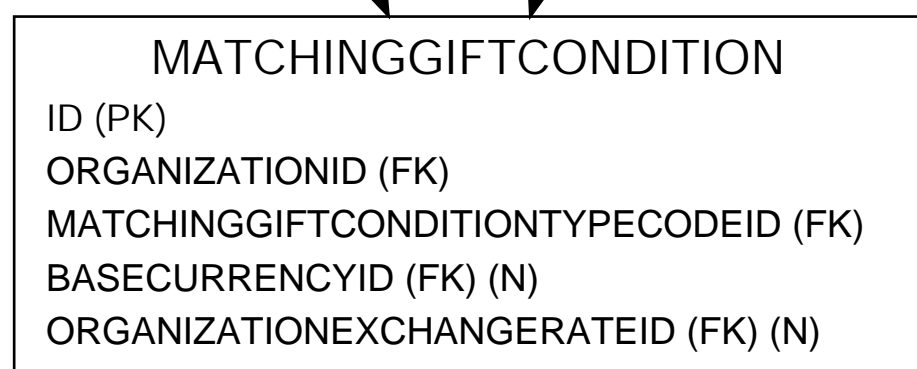 MATCHINGGIFTCONDITION
ID (PK)
ORGANIZATIONID (FK)
MATCHINGGIFTCONDITIONTYPECODEID (FK)
BASECURRENCYID (FK) (N)
ORGANIZATIONEXCHANGERATEID (FK) (N)